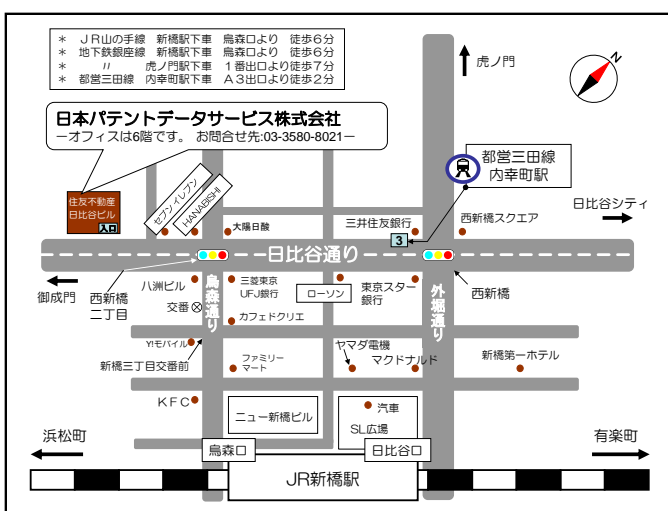 ＊ ＪＲ山の手線 新橋駅下車 烏森口より 徒歩６分
＊ 地下鉄銀座線 新橋駅下車 烏森口より 徒歩６分
＊ 〃 虎ノ門駅下車 １番出口より徒歩７分
＊ 都営三田線 内幸町駅下車 Ａ３出口より徒歩２分
虎ノ門
N
日本パテントデータサービス株式会社
－オフィスは6階です。 お問合せ先:03-3580-8021－
都営三田線
内幸町駅
住友不動産
日比谷ビル
入口
セブンイレブン
HANABISHI
大陽日酸
三井住友銀行
3
西新橋スクエア
日比谷シティ
日比谷通り
御成門
西新橋
二丁目
八洲ビル
交番
烏森通り
三菱東京
UFJ銀行
カフェドクリエ
ローソン
東京スター
銀行
外堀通り
西新橋
Y!モバイル
新橋三丁目交番前
ファミリー
マート
ヤマダ電機
マクドナルド
新橋第一ホテル
ＫＦＣ
ニュー新橋ビル
汽車
SL広場
浜松町
烏森口
日比谷口
有楽町
JR新橋駅